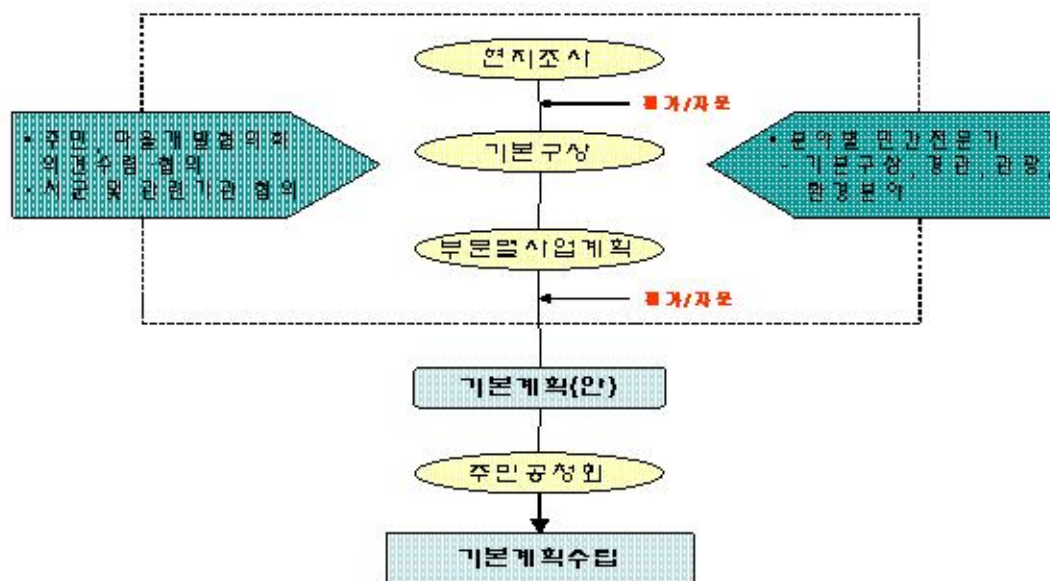 현지조사
평가/자문
• 주민, 마을개발협의회
의견수렴·협의
- 시군 및 관련기관 협의
기본구상
• 분야별 민간전문가
- 기본구상, 경관, 관광,
환경분야
부문별사업계획
평가/자문
기본계획(안)
주민공청회
기본계획수립